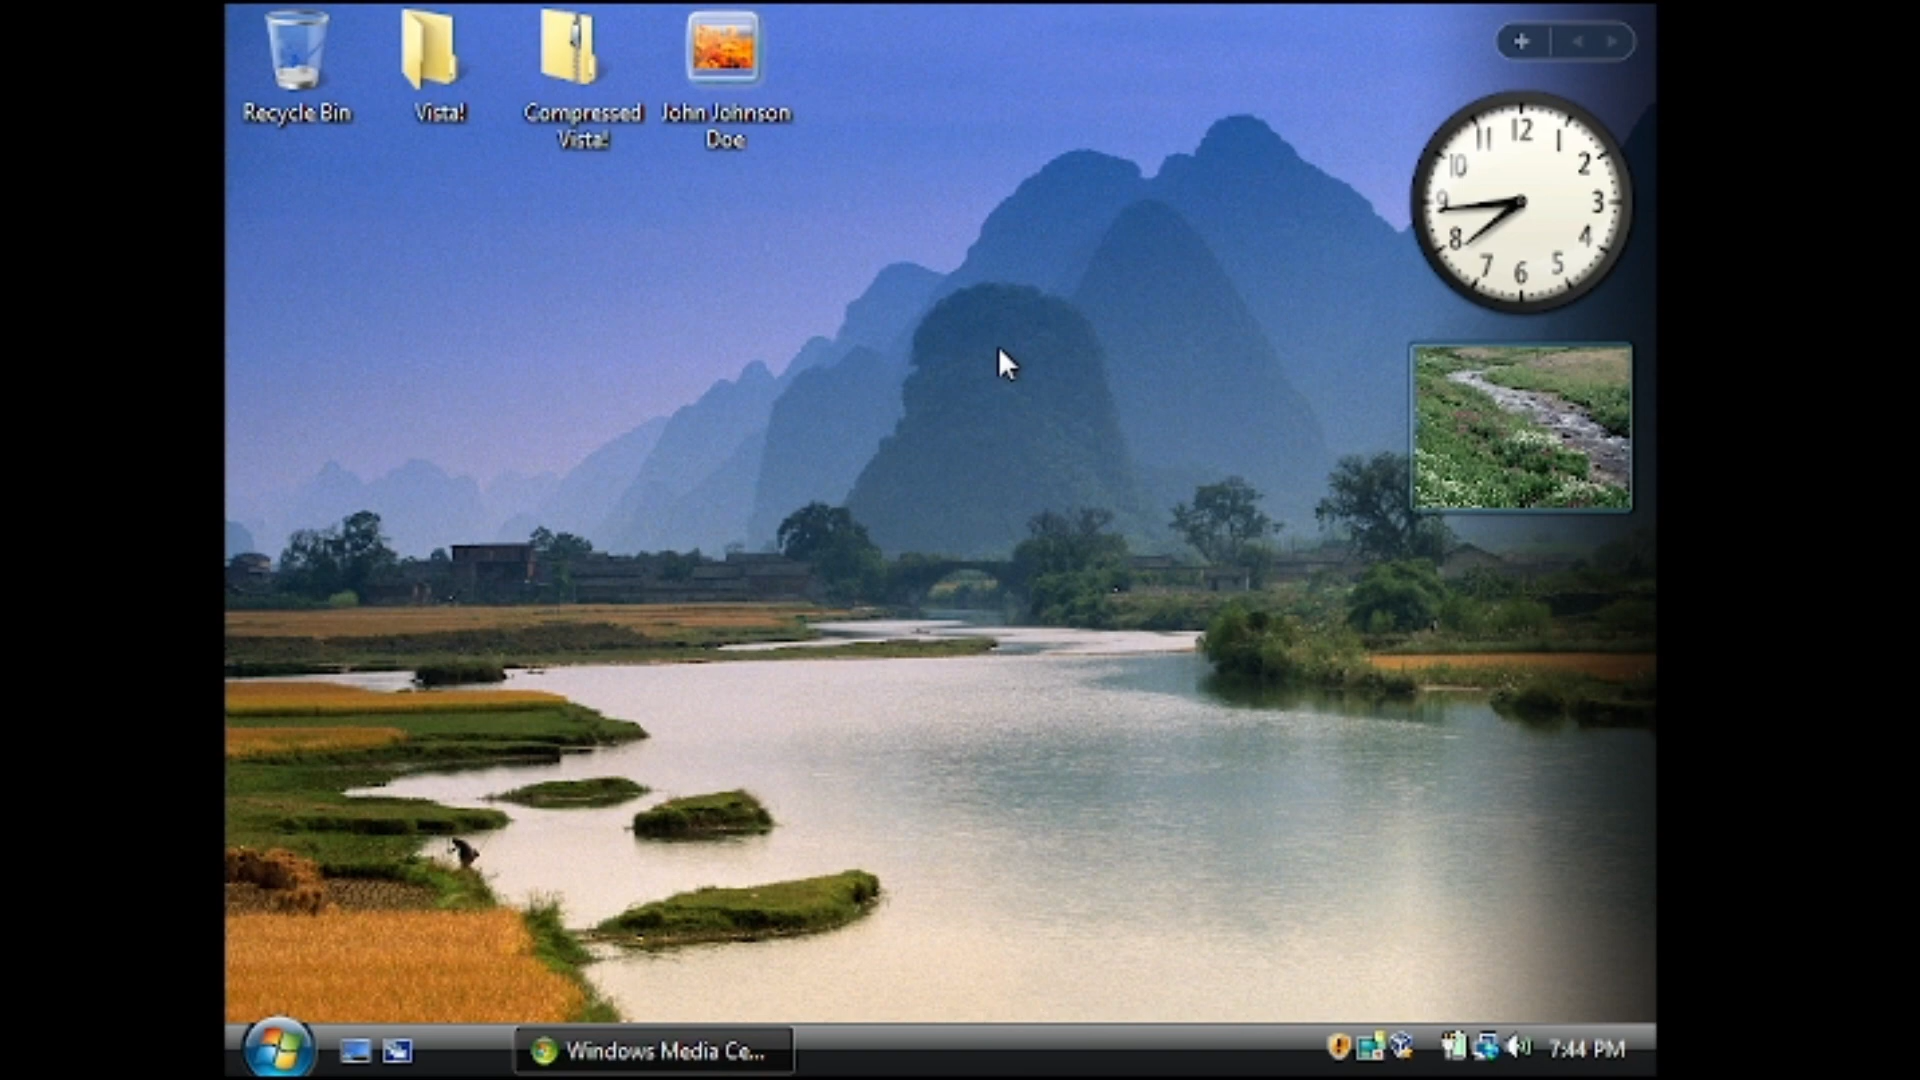 Recycle Bin
Vista!
Compressed
Vista!
John Johnson
Doe
12
11
1
10
2
9
3
8
4
7
5
6
Windows Media Ce...
7:44 PM